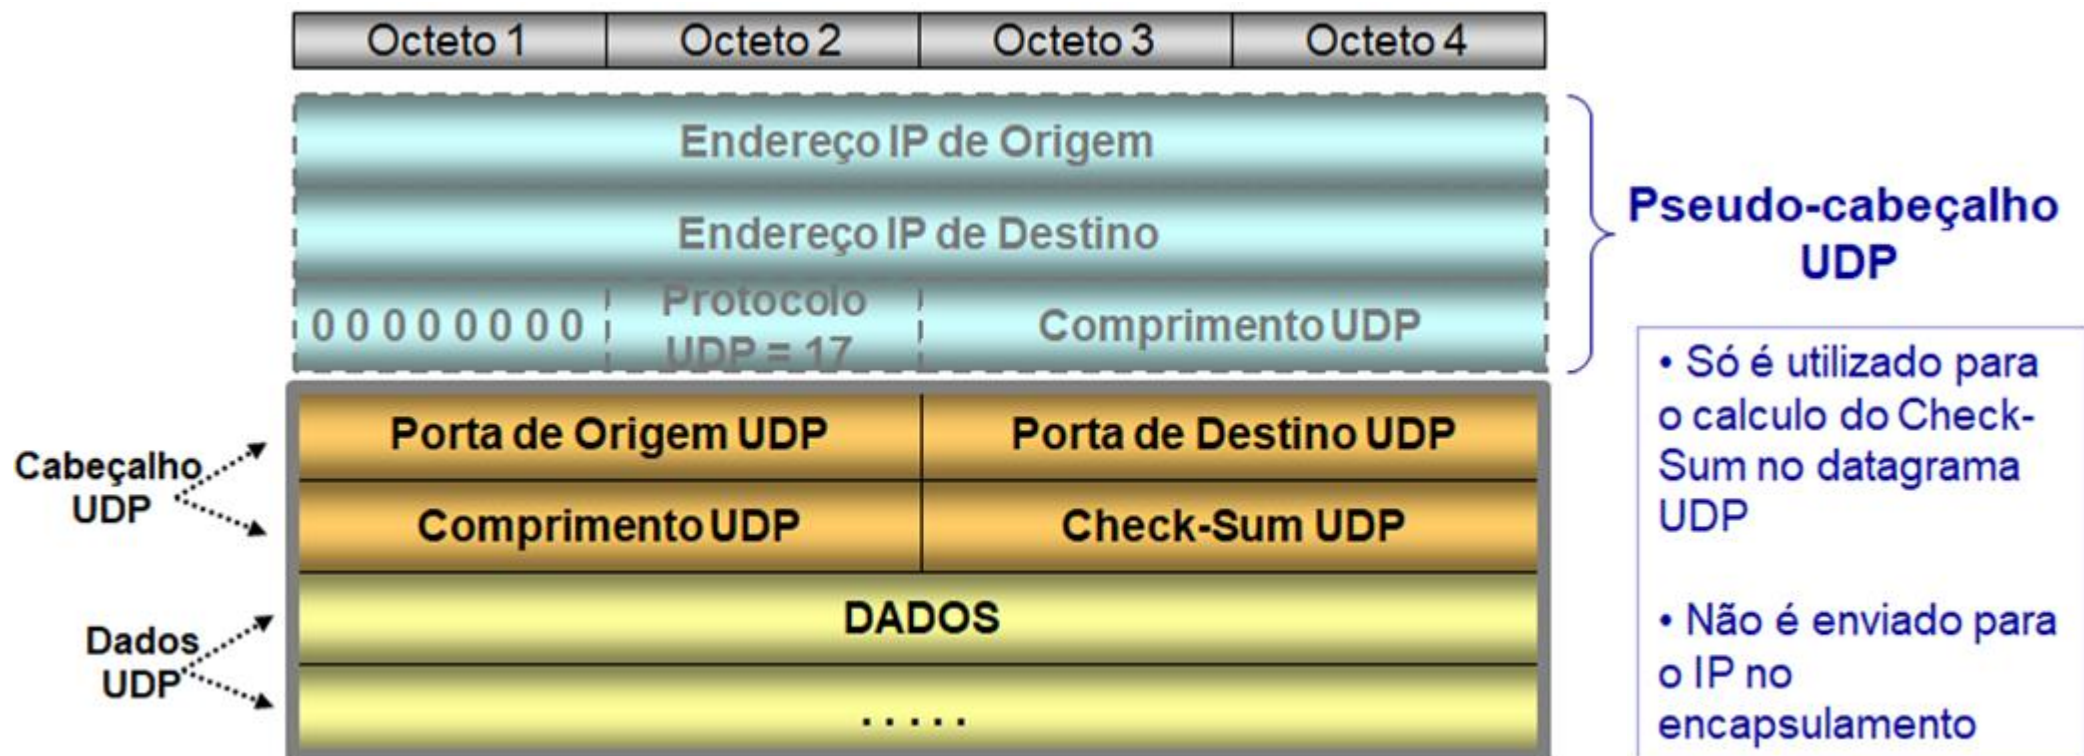 Octeto 1 Octeto 2 Octeto 3 Octeto 4
Endereço IP de Origem
Endereço IP de Destino
0 0 0 0 0 0 0 0
Protocolo
UDP = 17
Comprimento UDP
Pseudo-cabeçalho
UDP
• Só é utilizado para
o calculo do Check-
Sum no datagrama
UDP
• Não é enviado para
o IP no
encapsulamento
Cabeçalho
UDP
Porta de Origem UDP Porta de Destino UDP
Comprimento UDP Check-Sum UDP
Dados
UDP
DADOS
. . . . .